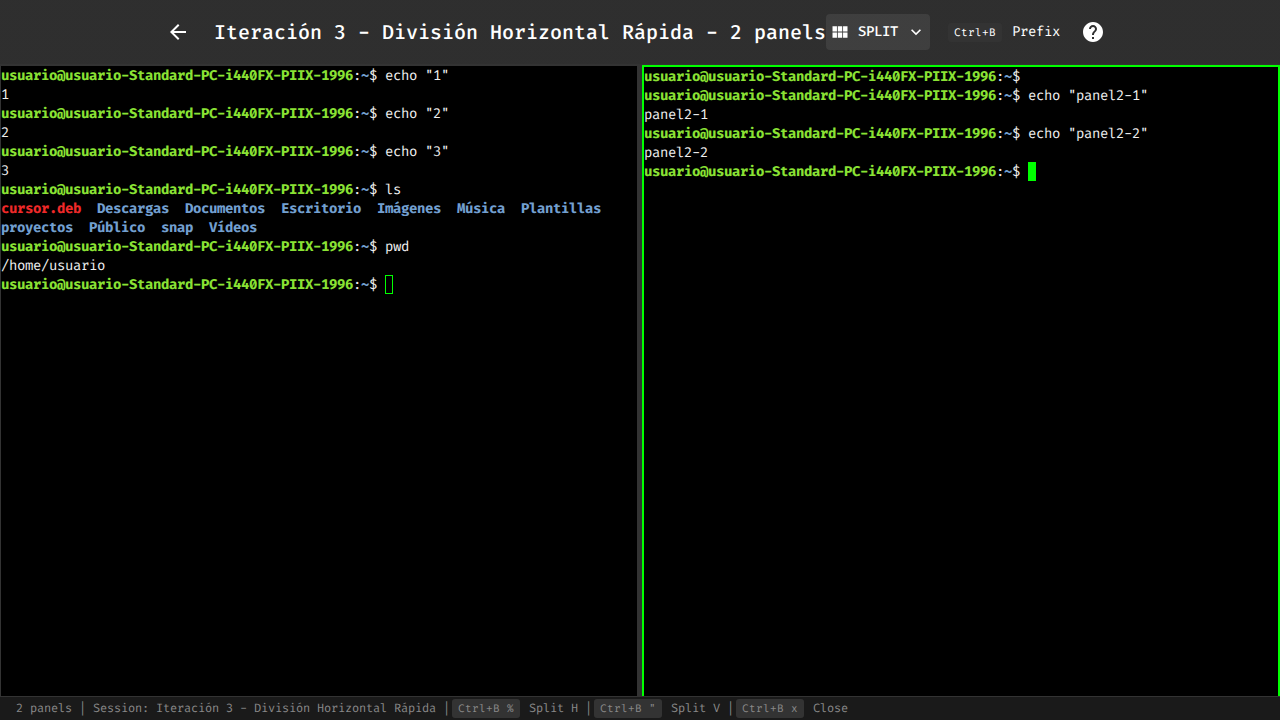 Iteración 3 - División Horizontal Rápida - 2 panels SPLIT Ctrl+B Prefix ?
usuario@usuario-Standard-PC-i440FX-PIIX-1996:~$ echo "1"
1
usuario@usuario-Standard-PC-i440FX-PIIX-1996:~$ echo "2"
2
usuario@usuario-Standard-PC-i440FX-PIIX-1996:~$ echo "3"
3
usuario@usuario-Standard-PC-i440FX-PIIX-1996:~$ ls
cursor.deb Descargas Documentos Escritorio Imágenes Música Plantillas
proyectos Público snap Vídeos
usuario@usuario-Standard-PC-i440FX-PIIX-1996:~$ pwd
/home/usuario
usuario@usuario-Standard-PC-i440FX-PIIX-1996:~$
usuario@usuario-Standard-PC-i440FX-PIIX-1996:~$
usuario@usuario-Standard-PC-i440FX-PIIX-1996:~$ echo "panel2-1"
panel2-1
usuario@usuario-Standard-PC-i440FX-PIIX-1996:~$ echo "panel2-2"
panel2-2
usuario@usuario-Standard-PC-i440FX-PIIX-1996:~$
2 panels | Session: Iteración 3 - División Horizontal Rápida | Ctrl+B % Split H | Ctrl+B " Split V | Ctrl+B x Close